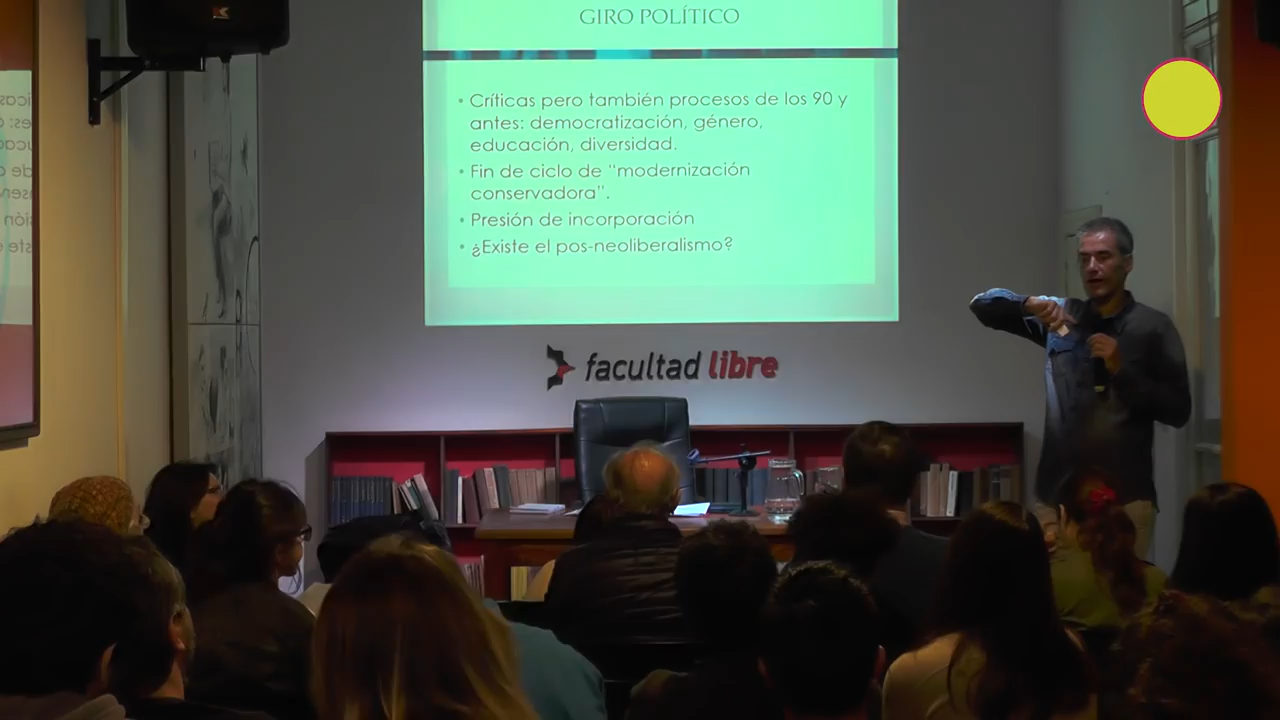 GIRO POLÍTICO
• Críticas pero también procesos de los 90 y
antes: democratización, género,
educación, diversidad.
• Fin de ciclo de “modernización
conservadora”.
• Presión de incorporación
• ¿Existe el pos-neoliberalismo?
facultad libre